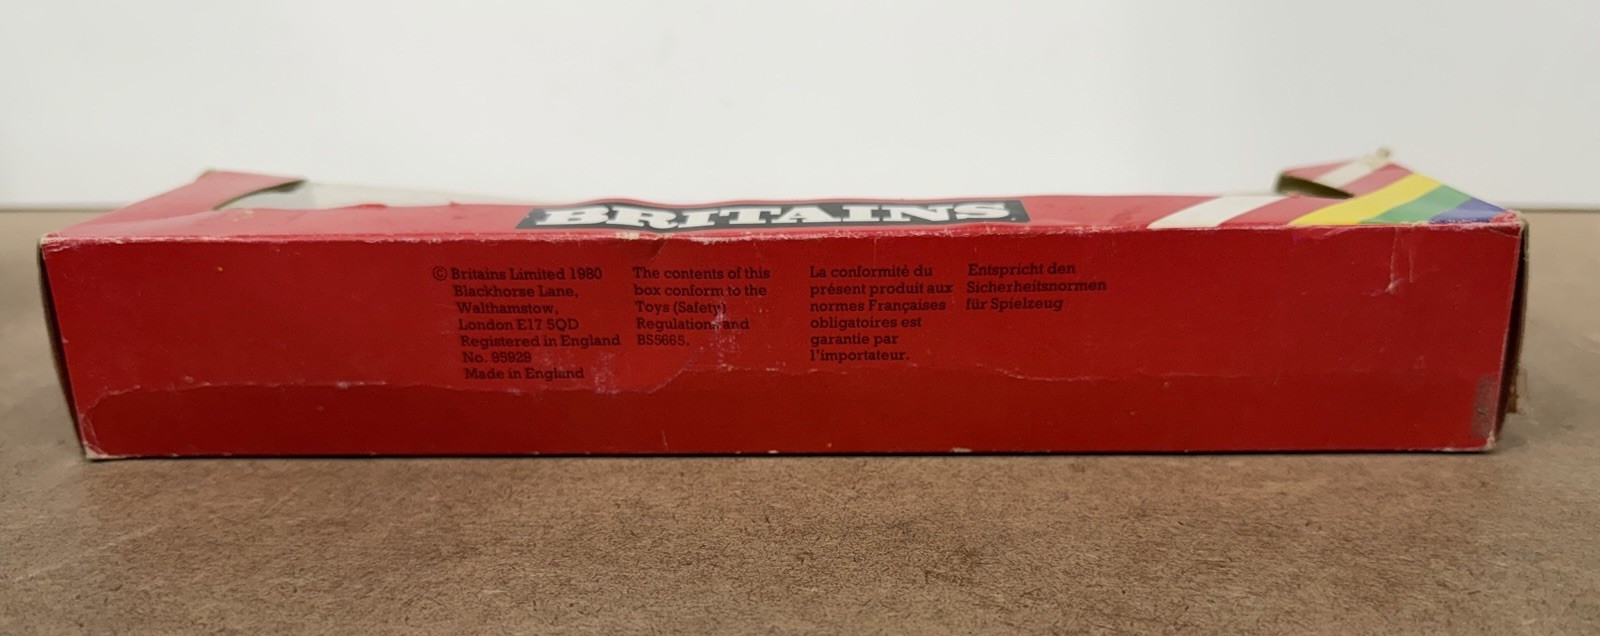 BRITAINS
© Britains Limited 1980
Blackhorse Lane,
Walthamstow,
London E17 5QD
Registered in England
No. 95929
Made in England
The contents of this
box conform to the
Toys (Safety)
Regulations and
BS5665.
La conformité du
présent produit aux
normes Françaises
obligatoires est
garantie par
l'importateur.
Entspricht den
Sicherheitsnormen
für Spielzeug